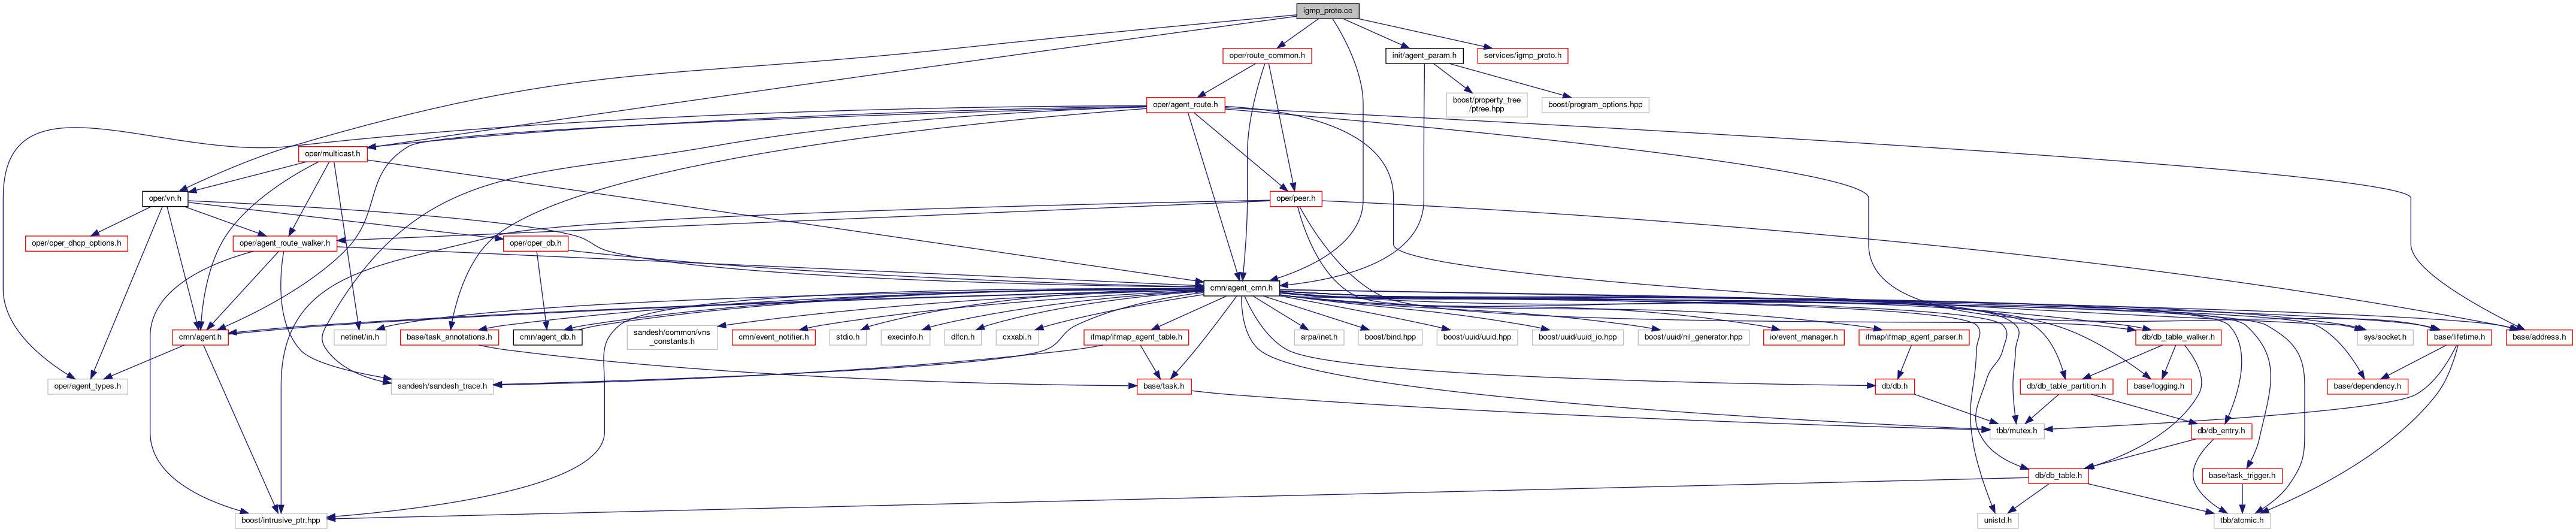 igmp_proto.cc
oper/route_common.h
init/agent_param.h
services/igmp_proto.h
oper/agent_route.h
boost/property_tree
/ptree.hpp
boost/program_options.hpp
oper/multicast.h
oper/vn.h
oper/peer.h
oper/oper_dhcp_options.h
oper/agent_route_walker.h
oper/oper_db.h
cmn/agent_cmn.h
cmn/agent.h
netinet/in.h
base/task_annotations.h
cmn/agent_db.h
sandesh/common/vns
_constants.h
cmn/event_notifier.h
stdio.h
execinfo.h
dlfcn.h
cxxabi.h
ifmap/ifmap_agent_table.h
arpa/inet.h
boost/bind.hpp
boost/uuid/uuid.hpp
boost/uuid/uuid_io.hpp
boost/uuid/nil_generator.hpp
io/event_manager.h
ifmap/ifmap_agent_parser.h
db/db_table_walker.h
sys/socket.h
base/lifetime.h
base/address.h
oper/agent_types.h
sandesh/sandesh_trace.h
base/task.h
db/db.h
db/db_table_partition.h
base/logging.h
base/dependency.h
tbb/mutex.h
db/db_entry.h
db/db_table.h
base/task_trigger.h
boost/intrusive_ptr.hpp
unistd.h
tbb/atomic.h